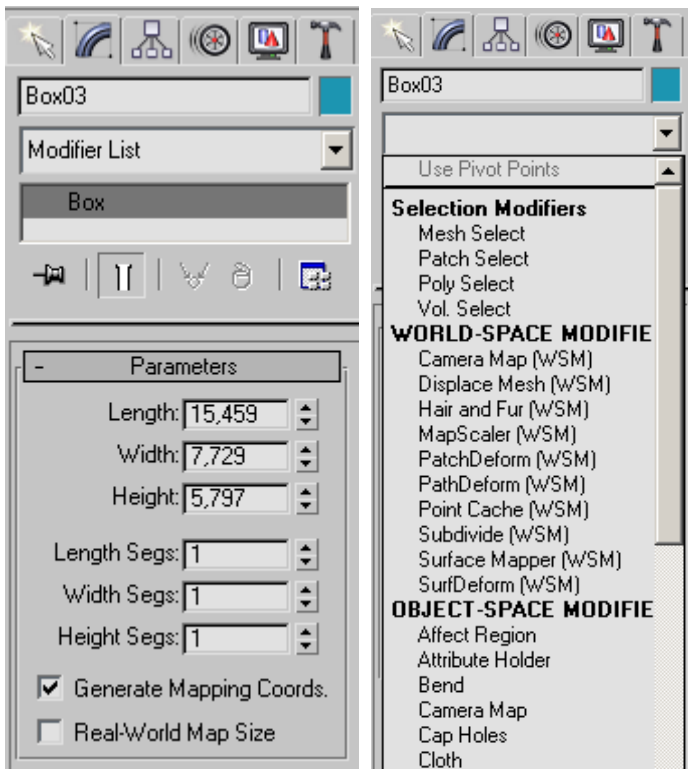 Box03
Modifier List
Box
- Parameters
Length: 15,459
Width: 7,729
Height: 5,797
Length Segs: 1
Width Segs: 1
Height Segs: 1
Generate Mapping Coords.
Real-World Map Size
Box03
Use Pivot Points
Selection Modifiers
Mesh Select
Patch Select
Poly Select
Vol. Select
WORLD-SPACE MODIFIE
Camera Map (WSM)
Displace Mesh (WSM)
Hair and Fur (WSM)
MapScaler (WSM)
PatchDeform (WSM)
PathDeform (WSM)
Point Cache (WSM)
Subdivide (WSM)
Surface Mapper (WSM)
SurfDeform (WSM)
OBJECT-SPACE MODIFIE
Affect Region
Attribute Holder
Bend
Camera Map
Cap Holes
Cloth